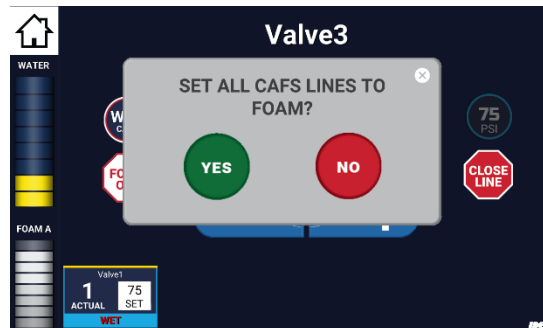 Valve3
WATER
SET ALL CAFS LINES TO
FOAM?
YES
NO
75
PSI
CLOSE
LINE
FOAM A
Valve1
1
ACTUAL
75
SET
WET